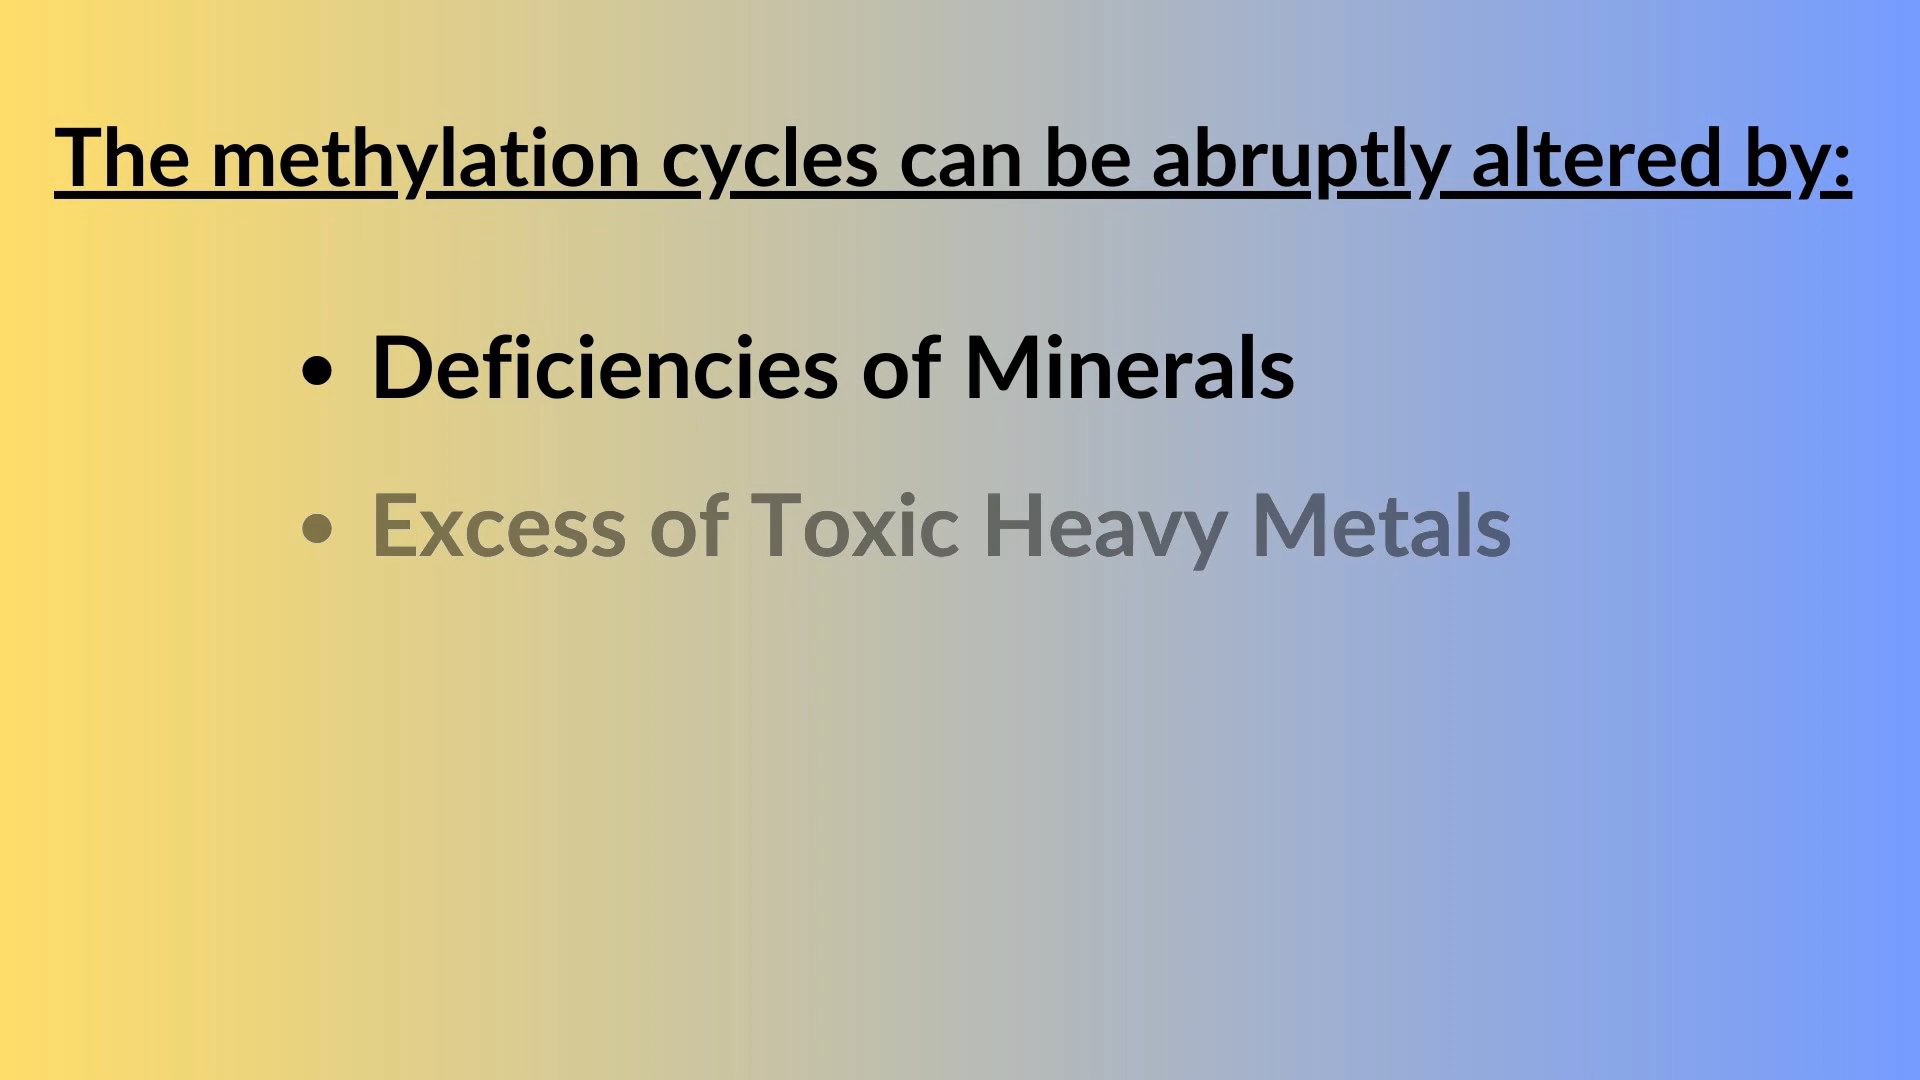 The methylation cycles can be abruptly altered by:
• Deficiencies of Minerals
• Excess of Toxic Heavy Metals